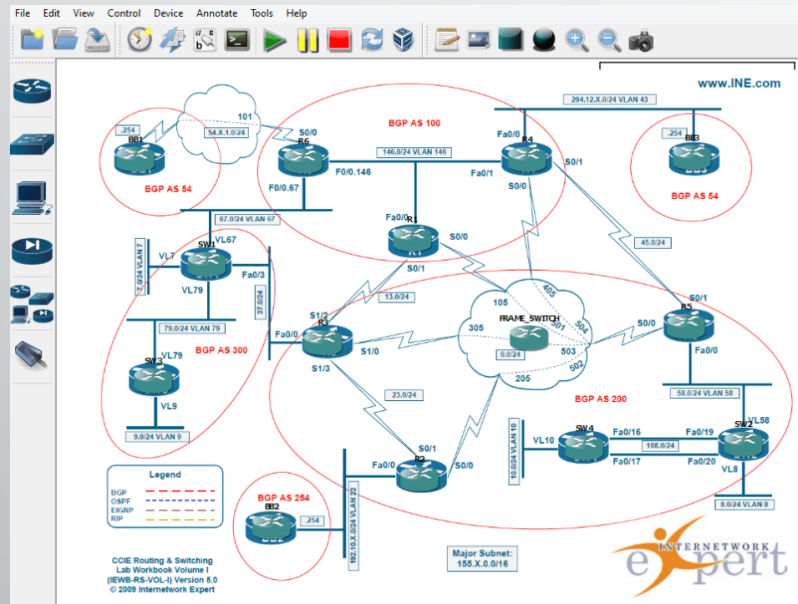 File Edit View Control Device Annotate Tools Help
www.INE.com
204.12.X.0/24 VLAN 43
BGP AS 100
101
.254
BB1
54.X.1.0/24
S0/0
R6
Fa0/0
R4
.254
BB3
146.0/24 VLAN 146
S0/1
BGP AS 54
F0/0.146
Fa0/1
S0/0
BGP AS 54
F0/0.67
67.0/24 VLAN 67
Fa0/0
R1
VL67
SW1
S0/0
45.0/24
VL7
7.0/24 VLAN 7
Fa0/3
S0/1
VL79
37.0/24
13.0/24
105
405
S1/2
R3
FRAME_SWITCH
501
504
S0/1
R5
79.0/24 VLAN 79
Fa0/0
305
S0/0
VL79
SW3
BGP AS 300
S1/0
0.0/24
503
Fa0/0
S1/3
502
205
VL9
23.0/24
58.0/24 VLAN 58
BGP AS 200
9.0/24 VLAN 9
10.0/24 VLAN 10
VL10
SW4
Fa0/16
Fa0/19
SW2
VL58
108.0/24
S0/1
R2
Fa0/17
Fa0/20
Fa0/0
S0/0
VL8
Legend
BGP
OSPF
EIGRP
RIP
192.10.X.0/24 VLAN 22
BGP AS 254
BB2
.254
8.0/24 VLAN 8
CCIE Routing & Switching
Lab Workbook Volume I
(IEWB-RS-VOL-I) Version 5.0
© 2009 Internetwork Expert
Major Subnet:
155.X.0.0/16
INTERNETWORK
eXpert